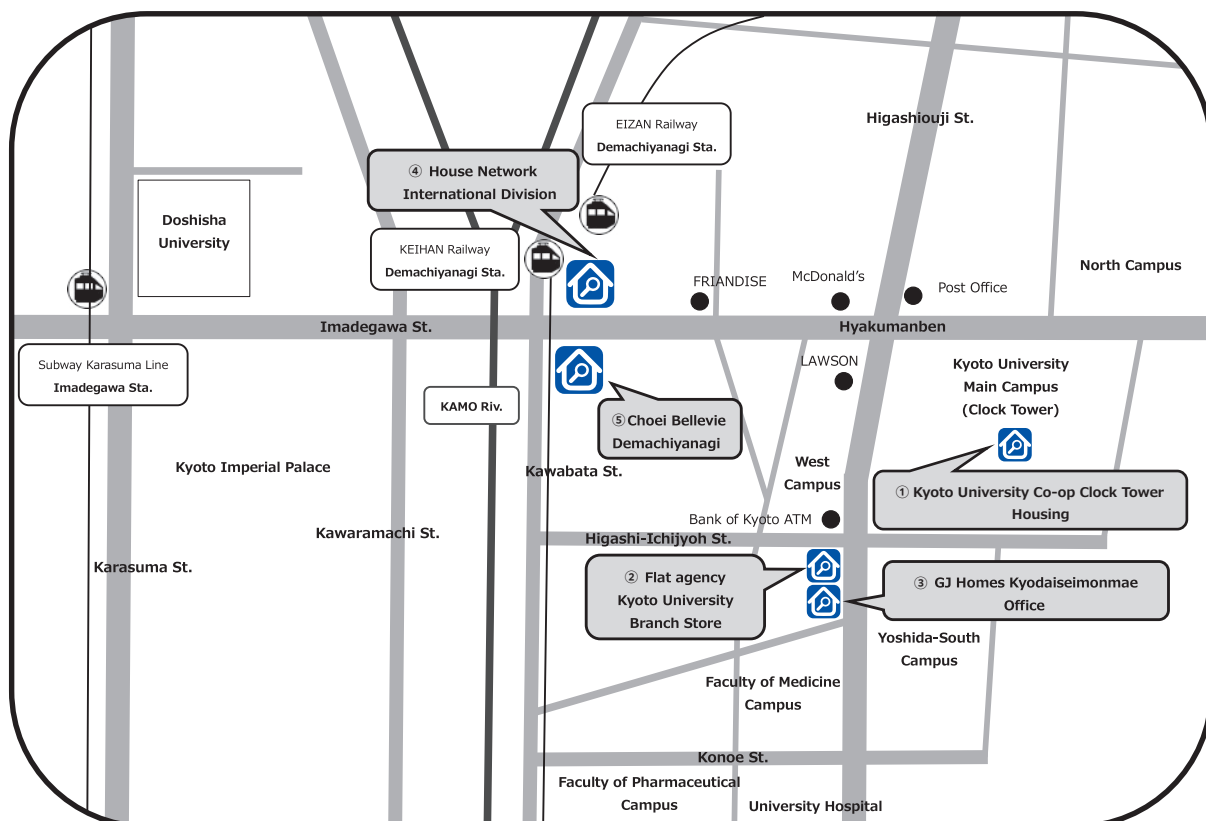 EIZAN Railway
Demachiyanagi Sta.
Higashiouji St.
④ House Network
International Division
Doshisha
University
KEIHAN Railway
Demachiyanagi Sta.
North Campus
FRIANDISE
McDonald's
Post Office
Imadegawa St.
Hyakumanben
Subway Karasuma Line
Imadegawa Sta.
LAWSON
Kyoto University
Main Campus
(Clock Tower)
KAMO Riv.
⑤Choei Bellevie
Demachiyanagi
Kyoto Imperial Palace
Kawabata St.
West
Campus
① Kyoto University Co-op Clock Tower
Housing
Bank of Kyoto ATM
Kawaramachi St.
Higashi-Ichijyoh St.
Karasuma St.
② Flat agency
Kyoto University
Branch Store
③ GJ Homes Kyodaiseimonmae
Office
Yoshida-South
Campus
Faculty of Medicine
Campus
Konoe St.
Faculty of Pharmaceutical
Campus
University Hospital